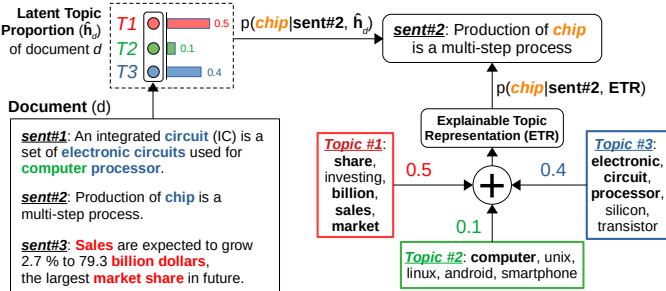 Latent Topic
Proportion (ĥd)
of document d
T1
0.5
T2
0.1
T3
0.4
p(chip|sent#2, ĥd)
sent#2: Production of chip
is a multi-step process
p(chip|sent#2, ETR)
Explainable Topic
Representation (ETR)
Document (d)
sent#1: An integrated circuit (IC) is a
set of electronic circuits used for
computer processor.
sent#2: Production of chip is a
multi-step process.
sent#3: Sales are expected to grow
2.7 % to 79.3 billion dollars,
the largest market share in future.
Topic #1:
share,
investing,
billion,
sales,
market
0.5
+
0.4
0.1
Topic #3:
electronic,
circuit,
processor,
silicon,
transistor
Topic #2: computer, unix,
linux, android, smartphone